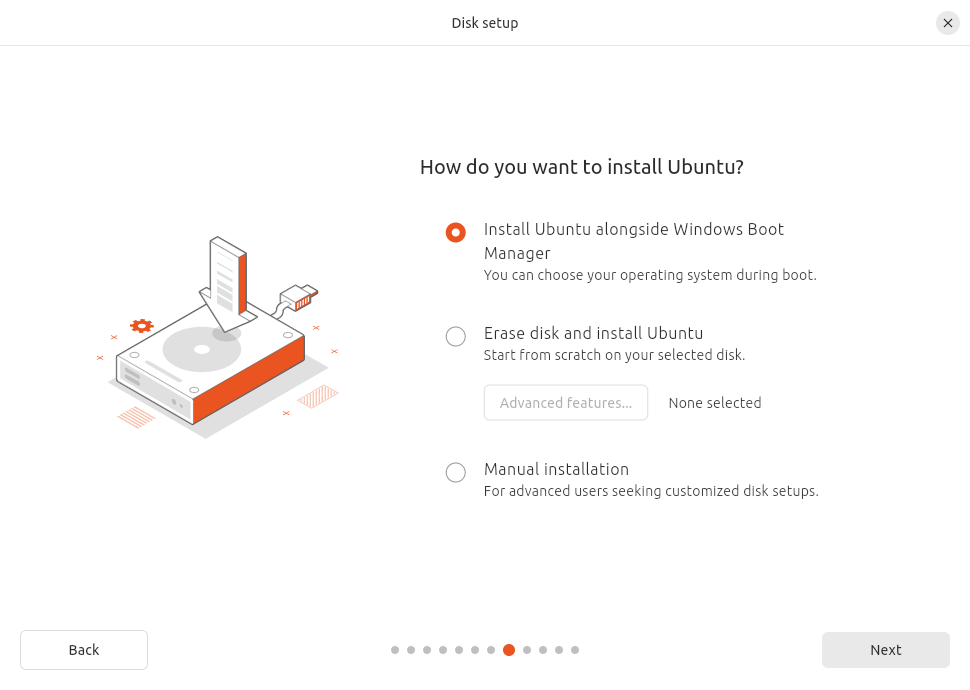 Disk setup
How do you want to install Ubuntu?
Install Ubuntu alongside Windows Boot
Manager
You can choose your operating system during boot.
Erase disk and install Ubuntu
Start from scratch on your selected disk.
Advanced features... None selected
Manual installation
For advanced users seeking customized disk setups.
Back Next